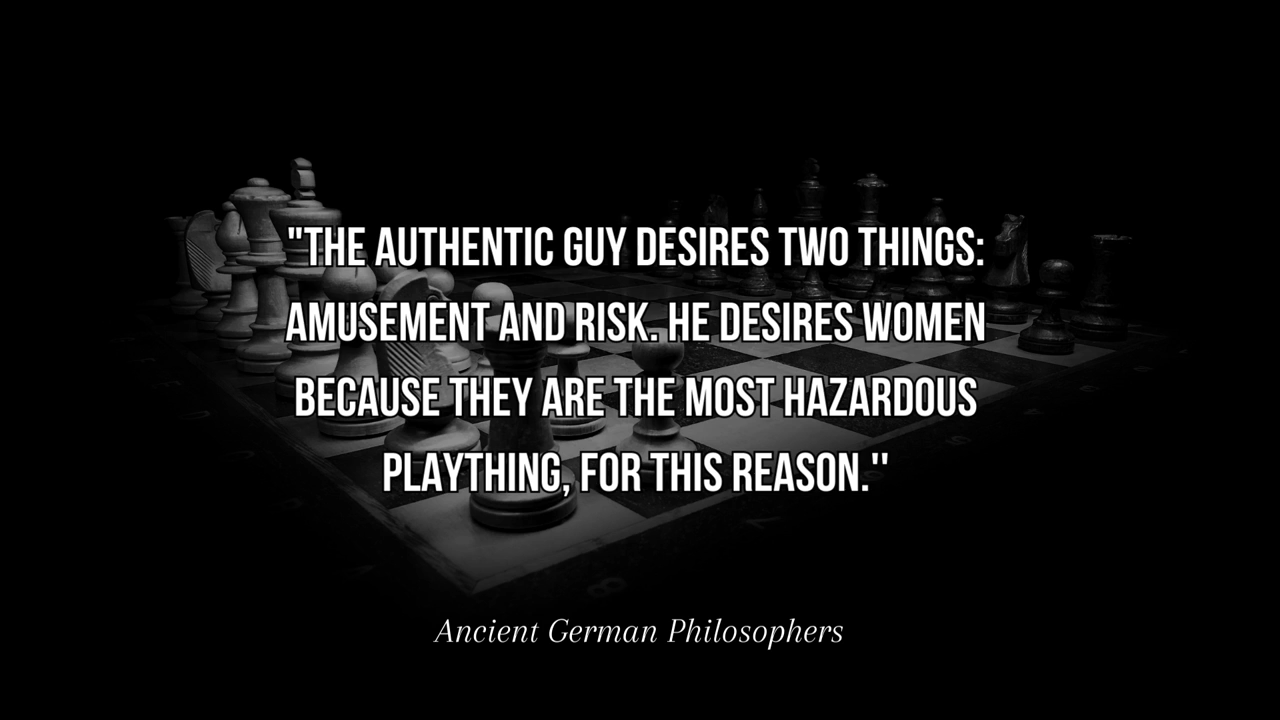 "THE AUTHENTIC GUY DESIRES TWO THINGS:
AMUSEMENT AND RISK. HE DESIRES WOMEN
BECAUSE THEY ARE THE MOST HAZARDOUS
PLAYTHING, FOR THIS REASON."
Ancient German Philosophers